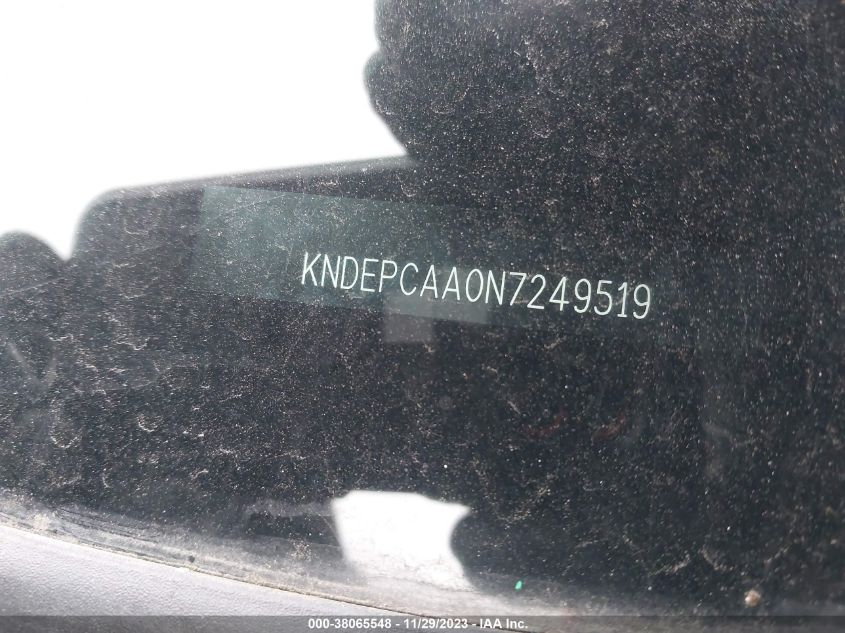 KNDEPCAA0N7249519
000-38065548 - 11/29/2023 - IAA Inc.